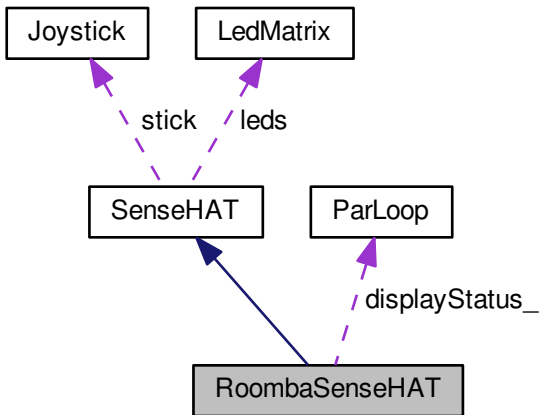 Joystick
LedMatrix
stick
leds
SenseHAT
ParLoop
displayStatus_
RoombaSenseHAT